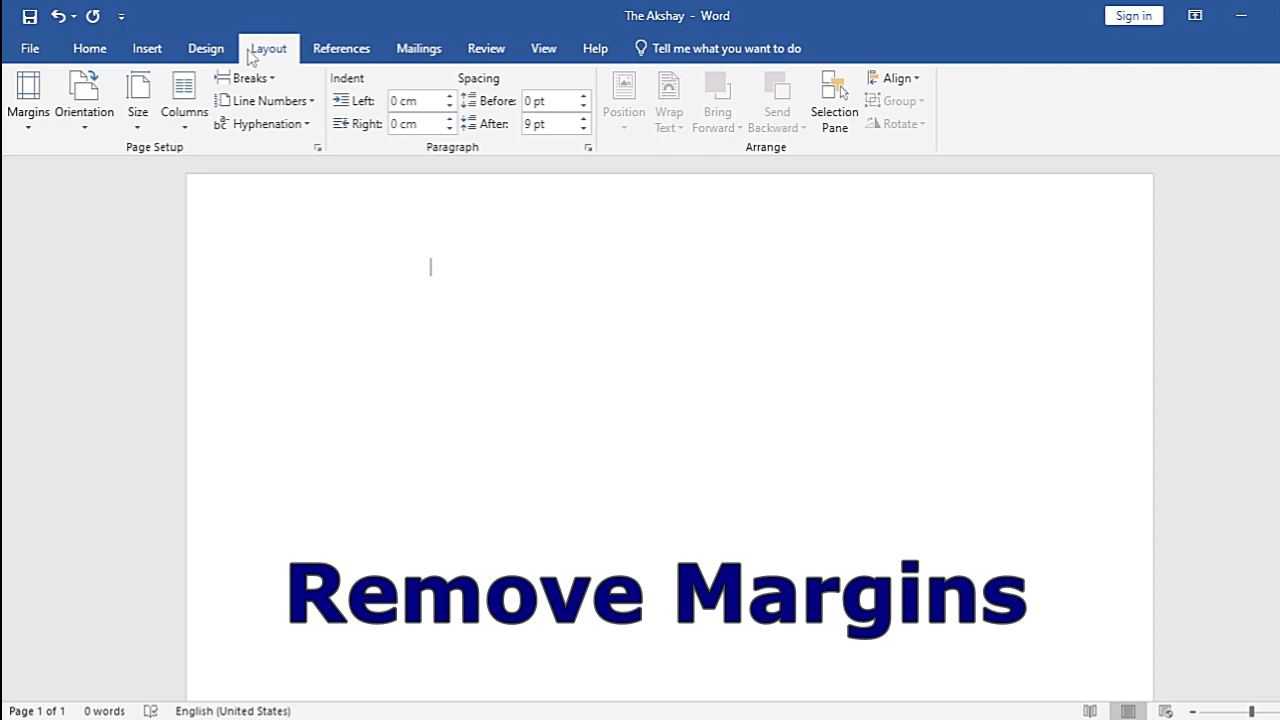 The Akshay - Word
Sign in
File Home Insert Design Layout References Mailings Review View Help Tell me what you want to do
Margins Orientation Size Columns
Breaks
Line Numbers
Hyphenation
Page Setup
Indent Spacing
Left: 0 cm Before: 0 pt
Right: 0 cm After: 9 pt
Paragraph
Position Wrap Text Bring Forward Send Backward Selection Pane
Align
Group
Rotate
Arrange
Remove Margins
Page 1 of 1 0 words English (United States)